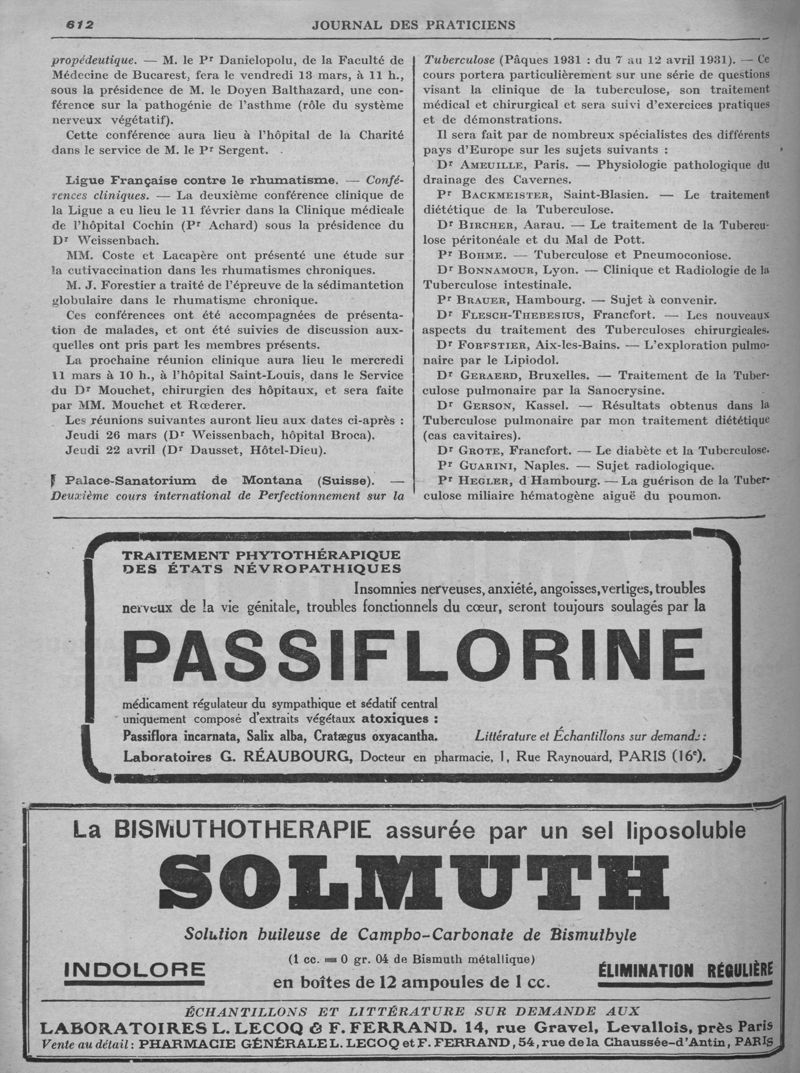 612
JOURNAL DES PRATICIENS
propédeutique. — M. le Pr Danielopolu, de la Faculté de
Médecine de Bucarest, fera le vendredi 13 mars, à 11 h.,
sous la présidence de M. le Doyen Balthazard, une con-
férence sur la pathogénie de l'asthme (rôle du système
nerveux végétatif).
Cette conférence aura lieu à l'hôpital de la Charité
dans le service de M. le Pr Sergent.
Ligue Française contre le rhumatisme. — Confé-
rences cliniques. — La deuxième conférence clinique de
la Ligue a eu lieu le 11 février dans la Clinique médicale
de l'hôpital Cochin (Pr Achard) sous la présidence du
Dr Weissenbach.
MM. Coste et Lacapère ont présenté une étude sur
la cutivaccination dans les rhumatismes chroniques.
M. J. Forestier a traité de l'épreuve de la sédimantetion
globulaire dans le rhumatisme chronique.
Ces conférences ont été accompagnées de présenta-
tion de malades, et ont été suivies de discussion aux-
quelles ont pris part les membres présents.
La prochaine réunion clinique aura lieu le mercredi
11 mars à 10 h., à l'hôpital Saint-Louis, dans le Service
du Dr Mouchet, chirurgien des hôpitaux, et sera faite
par MM. Mouchet et Rœderer.
Les réunions suivantes auront lieu aux dates ci-après :
Jeudi 26 mars (Dr Weissenbach, hôpital Broca).
Jeudi 22 avril (Dr Dausset, Hôtel-Dieu).
Palace-Sanatorium de Montana (Suisse). —
Deuxième cours international de Perfectionnement sur la
Tuberculose (Pâques 1931 : du 7 au 12 avril 1931). — Ce
cours portera particulièrement sur une série de questions
visant la clinique de la tuberculose, son traitement
médical et chirurgical et sera suivi d'exercices pratiques
et de démonstrations.
Il sera fait par de nombreux spécialistes des différents
pays d'Europe sur les sujets suivants :
Dr AMEUILLE, Paris. — Physiologie pathologique du
drainage des Cavernes.
Pr BACKMEISTER, Saint-Blasien. — Le traitement
diététique de la Tuberculose.
Dr BIRCHER, Aarau. — Le traitement de la Tubercu-
lose péritonéale et du Mal de Pott.
Pr BOHME. — Tuberculose et Pneumoconiose.
Dr BONNAMOUR, Lyon. — Clinique et Radiologie de la
Tuberculose intestinale.
Pr BRAUER, Hambourg. — Sujet à convenir.
Dr FLESCH-THEBESIUS, Francfort. — Les nouveaux
aspects du traitement des Tuberculoses chirurgicales.
Dr FORESTIER, Aix-les-Bains. — L'exploration pulmo-
naire par le Lipiodol.
Dr GERAERD, Bruxelles. — Traitement de la Tuber-
culose pulmonaire par la Sanocrysine.
Dr GERSON, Kassel. — Résultats obtenus dans la
Tuberculose pulmonaire par mon traitement diététique
(cas cavitaires).
Dr GROTE, Francfort. — Le diabète et la Tuberculose.
Pr GUARINI, Naples. — Sujet radiologique.
Pr HEGLER, d Hambourg. — La guérison de la Tuber-
culose miliaire hématogène aiguë du poumon.
TRAITEMENT PHYTOTHÉRAPIQUE
DES ÉTATS NÉVROPATHIQUES
Insomnies nerveuses, anxiété, angoisses, vertiges, troubles
nerveux de la vie génitale, troubles fonctionnels du cœur, seront toujours soulagés par la
PASSIFLORINE
médicament régulateur du sympathique et sédatif central
uniquement composé d'extraits végétaux atoxiques :
Passiflora incarnata, Salix alba, Cratægus oxyacantha. Littérature et Échantillons sur demande :
Laboratoires G. RÉAUBOURG, Docteur en pharmacie, 1, Rue Raynouard, PARIS (16e).
La BISMUTHOTHERAPIE assurée par un sel liposoluble
SOLMUTH
Solution huileuse de Campho-Carbonate de Bismuthyle
(1 cc. = 0 gr. 04 de Bismuth métallique)
INDOLORE
en boîtes de 12 ampoules de 1 cc.
ÉLIMINATION RÉGULIÈRE
ÉCHANTILLONS ET LITTÉRATURE SUR DEMANDE AUX
LABORATOIRES L. LECOQ & F. FERRAND. 14, rue Gravel, Levallois, près Paris
Vente au détail : PHARMACIE GÉNÉRALE L. LECOQ et F. FERRAND, 54, rue de la Chaussée-d'Antin, PARIS